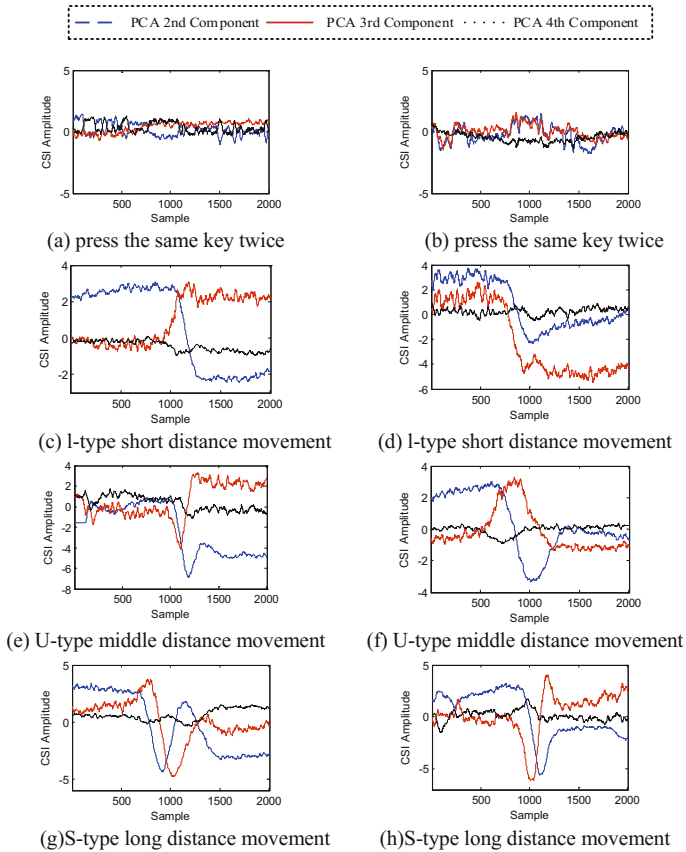 PCA 2nd Component PCA 3rd Component PCA 4th Component
5
0
-5
CSI Amplitude
500 1000 1500 2000
Sample
(a) press the same key twice
5
0
-5
CSI Amplitude
500 1000 1500 2000
Sample
(b) press the same key twice
4
2
0
-2
CSI Amplitude
500 1000 1500 2000
Sample
(c) l-type short distance movement
4
2
0
-2
-4
-6
CSI Amplitude
500 1000 1500 2000
Sample
(d) l-type short distance movement
4
2
0
-2
-4
-6
-8
CSI Amplitude
500 1000 1500 2000
Sample
(e) U-type middle distance movement
4
2
0
-2
-4
CSI Amplitude
500 1000 1500 2000
Sample
(f) U-type middle distance movement
5
0
-5
CSI Amplitude
500 1000 1500 2000
Sample
(g)S-type long distance movement
5
0
-5
CSI Amplitude
500 1000 1500 2000
Sample
(h)S-type long distance movement